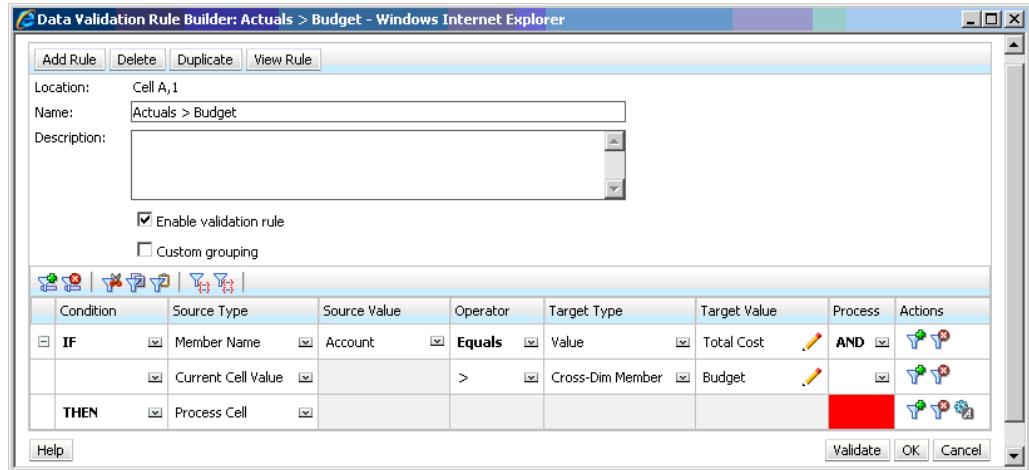 Data Validation Rule Builder: Actuals > Budget - Windows Internet Explorer
Add Rule Delete Duplicate View Rule
Location: Cell A,1
Name: Actuals > Budget
Description:
Enable validation rule
Custom grouping
Condition Source Type Source Value Operator Target Type Target Value Process Actions
IF Member Name Account Equals Value Total Cost AND
Current Cell Value > Cross-Dim Member Budget
THEN Process Cell
Help Validate OK Cancel